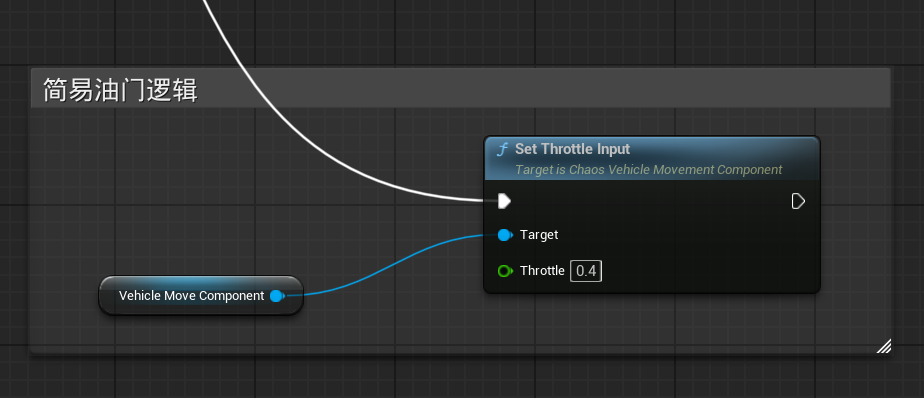 简易油门逻辑
Set Throttle Input
Target is Chaos Vehicle Movement Component
Target
Throttle 0.4
Vehicle Move Component